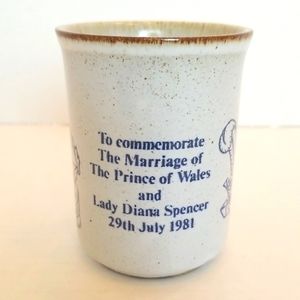 To commemorate
The Marriage of
The Prince of Wales
and
Lady Diana Spencer
29th July 1981